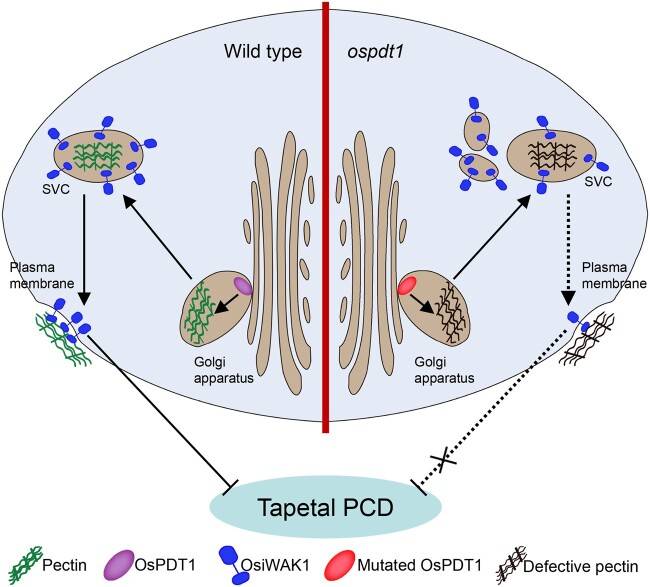 Wild type
ospdt1
SVC
SVC
Plasma
membrane
Plasma
membrane
Golgi
apparatus
Golgi
apparatus
Tapetal PCD
Pectin
OsPDT1
OsiWAK1
Mutated OsPDT1
Defective pectin